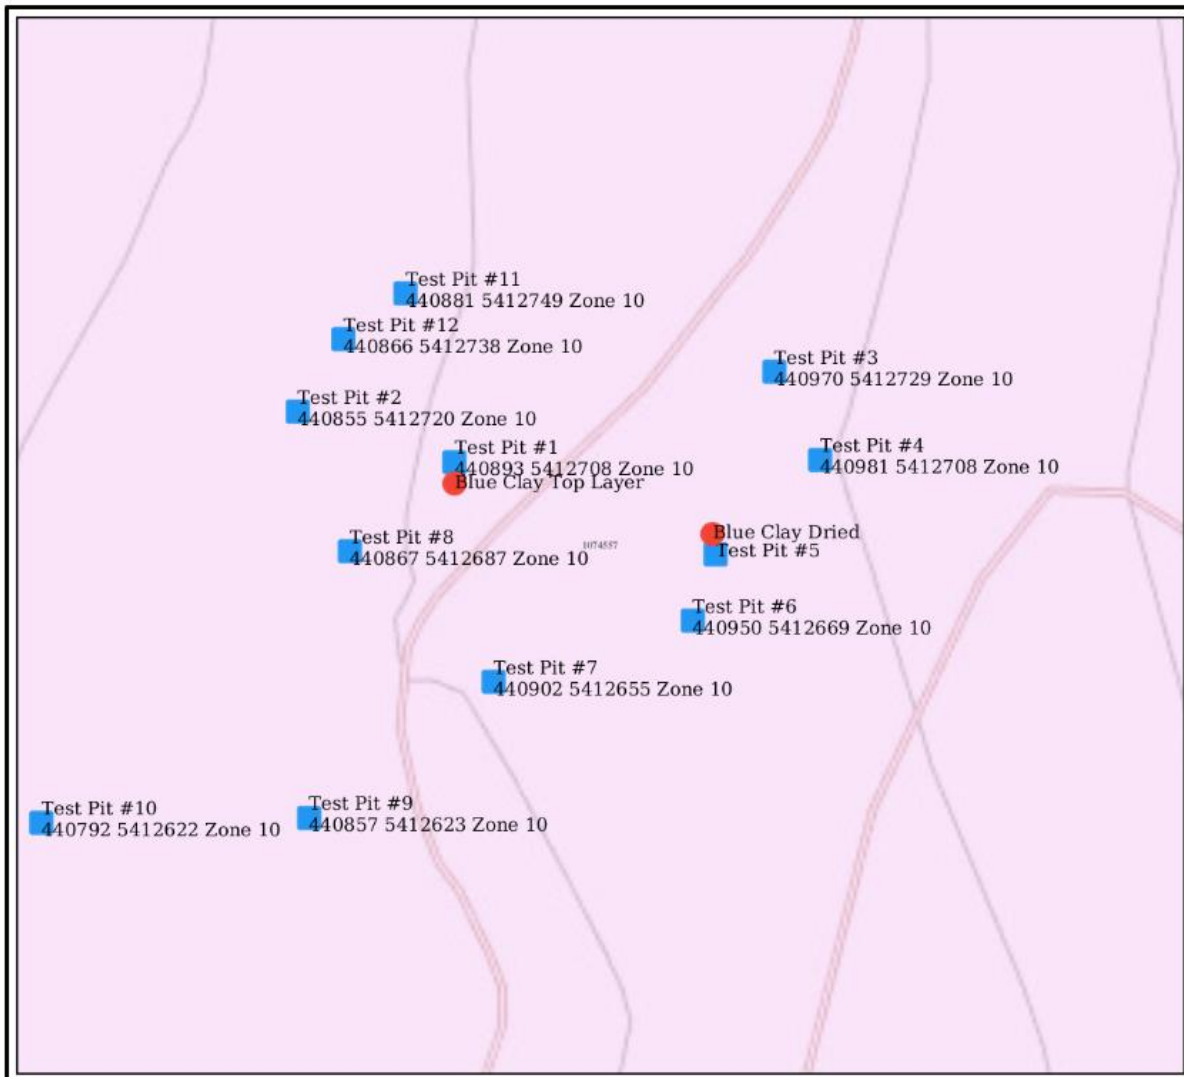 Test Pit #11
440881 5412749 Zone 10
Test Pit #12
440866 5412738 Zone 10
Test Pit #3
440970 5412729 Zone 10
Test Pit #2
440855 5412720 Zone 10
Test Pit #1
440893 5412708 Zone 10
Blue Clay Top Layer
Test Pit #4
440981 5412708 Zone 10
Test Pit #8
440867 5412687 Zone 10
1074557
Blue Clay Dried
Test Pit #5
Test Pit #6
440950 5412669 Zone 10
Test Pit #7
440902 5412655 Zone 10
Test Pit #10
440792 5412622 Zone 10
Test Pit #9
440857 5412623 Zone 10